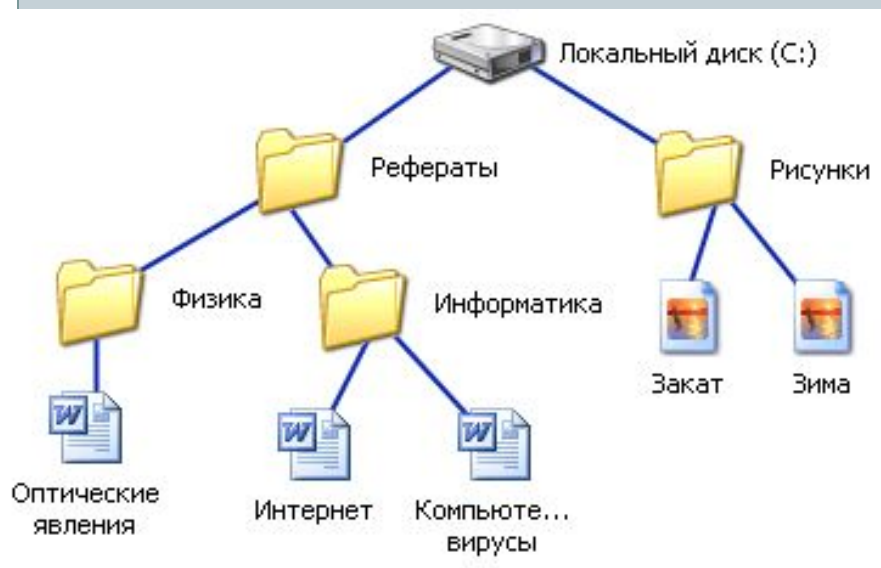 Локальный диск (C:)
Рефераты
Рисунки
Физика
Информатика
Закат
Зима
Оптические
явления
Интернет
Компьюте...
вирусы